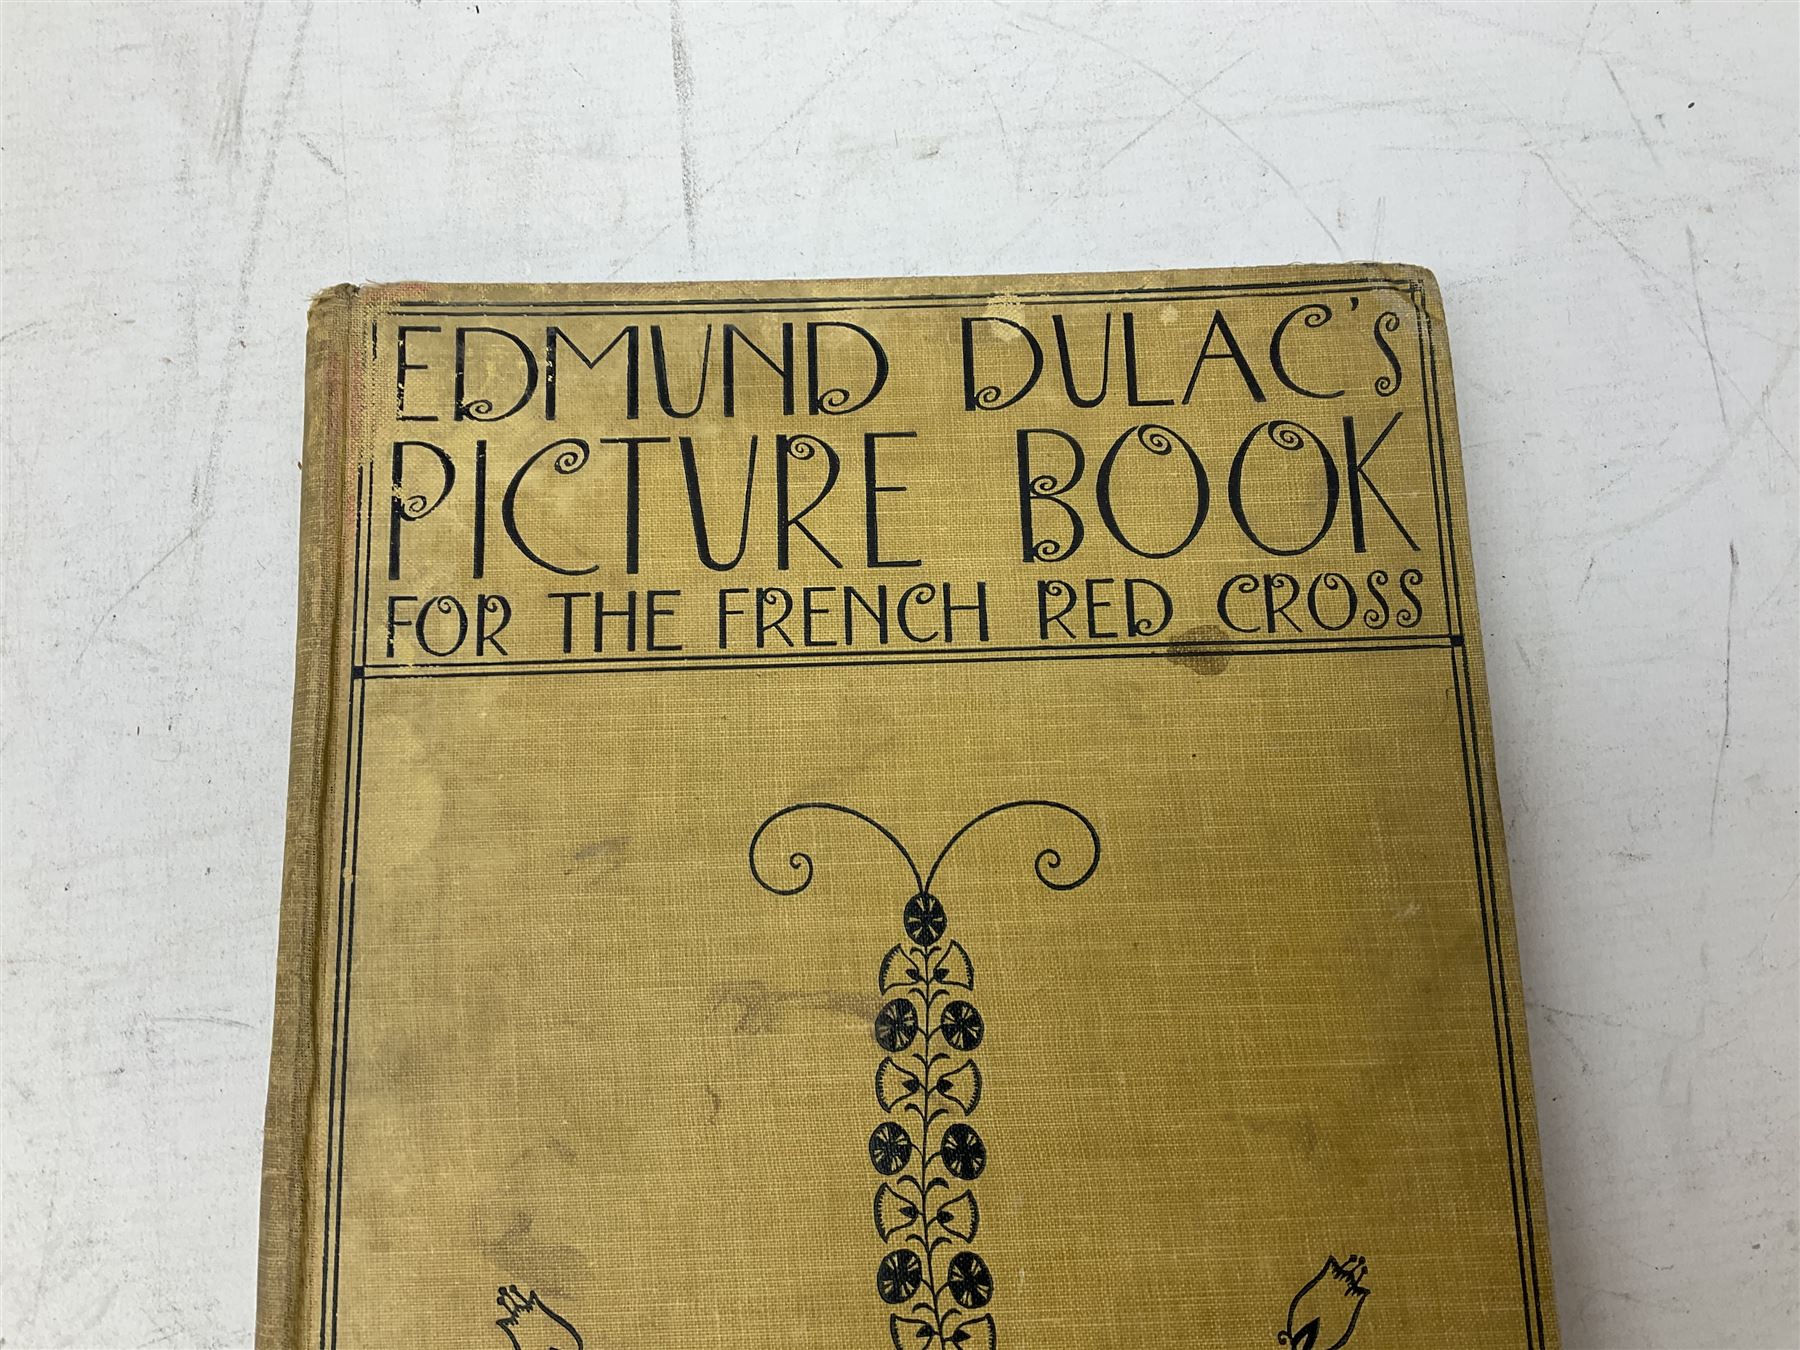 EDMUND DULAC'S
PICTURE BOOK
FOR THE FRENCH RED CROSS